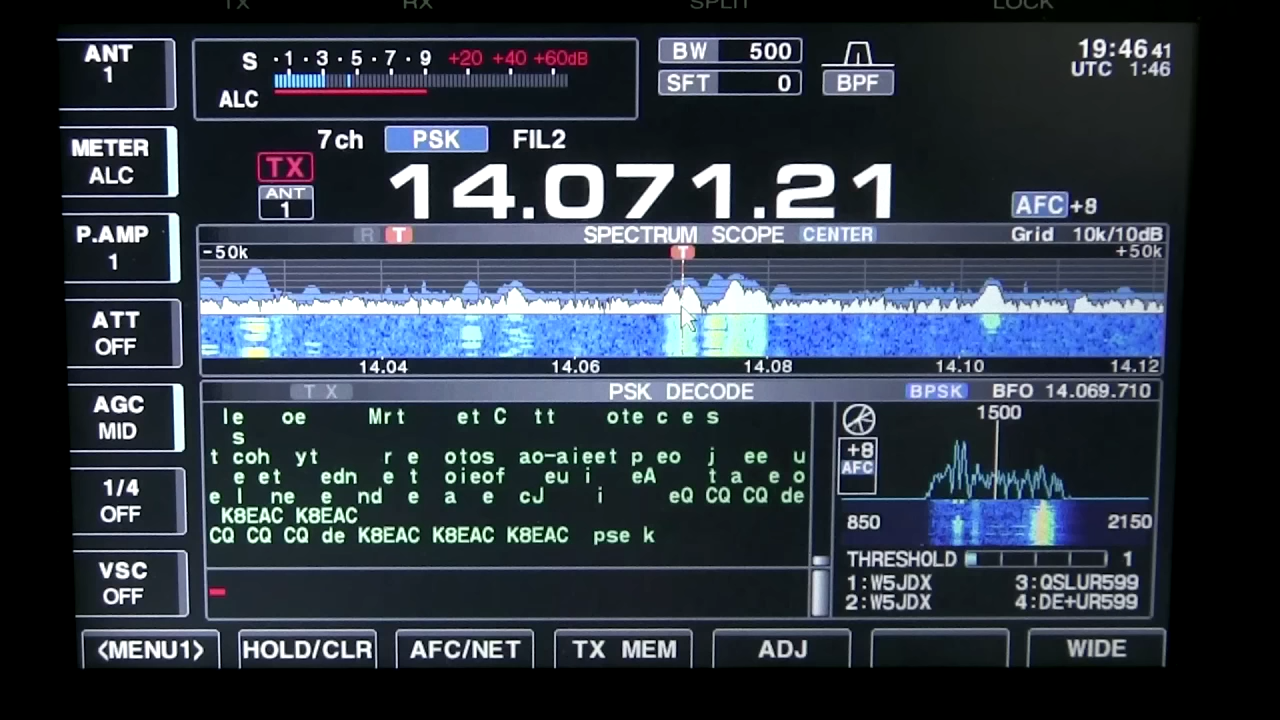 TX RX SPLIT LOCK
ANT
1
S ·1·3·5·7·9 +20 +40 +60dB
ALC
BW 500
SFT 0
BPF
19:46 41
UTC 1:46
7ch PSK FIL2
METER
ALC
TX
ANT
1
14.071.21
AFC +8
P.AMP
1
R T SPECTRUM SCOPE CENTER Grid 10k/10dB
-50k T +50k
14.04 14.06 14.08 14.10 14.12
ATT
OFF
TX PSK DECODE BPSK BFO 14.069.710
AGC
MID
le oe Mrt et C tt ote c e s
s
t coh yt r e otos ao-aieet p eo j ee u
e et edn e t oieof eu i eA t a e o
e l ne e nd e a e cJ i eQ CQ CQ de
K8EAC K8EAC
CQ CQ CQ de K8EAC K8EAC K8EAC pse k
1500
+8
AFC
850 2150
THRESHOLD 1
1:W5JDX 3:QSLUR599
2:W5JDX 4:DE+UR599
1/4
OFF
VSC
OFF
<MENU1> HOLD/CLR AFC/NET TX MEM ADJ WIDE